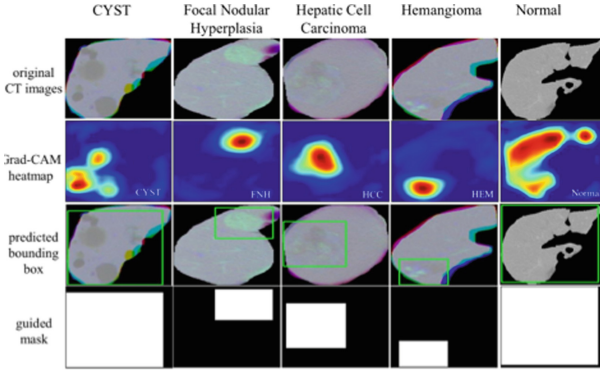 CYST
Focal Nodular
Hyperplasia
Hepatic Cell
Carcinoma
Hemangioma
Normal
original
CT images
Grad-CAM
heatmap
CYST
FNH
HCC
HEM
Norma
predicted
bounding
box
guided
mask